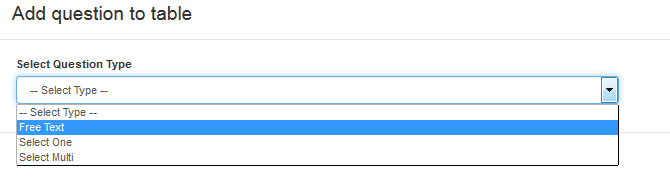 Add question to table
Select Question Type
-- Select Type --
-- Select Type --
Free Text
Select One
Select Multi